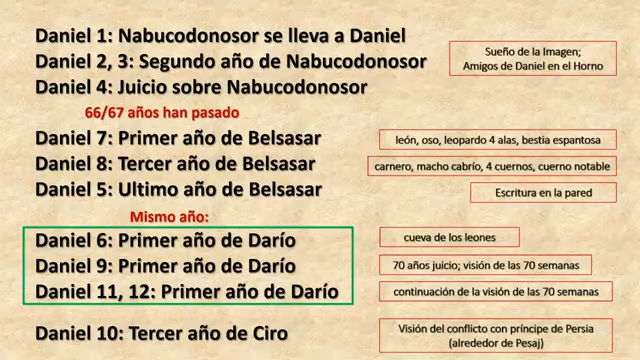 Daniel 1: Nabucodonosor se lleva a Daniel
Daniel 2, 3: Segundo año de Nabucodonosor
Sueño de la Imagen;
Amigos de Daniel en el Horno
Daniel 4: Juicio sobre Nabucodonosor
66/67 años han pasado
Daniel 7: Primer año de Belsasar
león, oso, leopardo 4 alas, bestia espantosa
Daniel 8: Tercer año de Belsasar
carnero, macho cabrío, 4 cuernos, cuerno notable
Daniel 5: Ultimo año de Belsasar
Escritura en la pared
Mismo año:
Daniel 6: Primer año de Darío
cueva de los leones
Daniel 9: Primer año de Darío
70 años juicio; visión de las 70 semanas
Daniel 11, 12: Primer año de Darío
continuación de la visión de las 70 semanas
Daniel 10: Tercer año de Ciro
Visión del conflicto con príncipe de Persia
(alrededor de Pesaj)